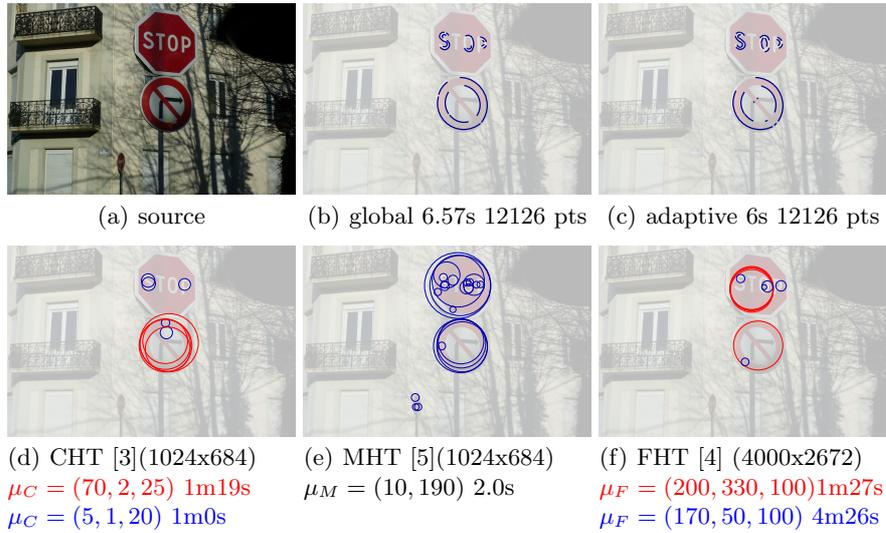 STOP
(a) source
(b) global 6.57s 12126 pts
(c) adaptive 6s 12126 pts
STOP
(d) CHT [3](1024x684)
μC = (70, 2, 25) 1m19s
μC = (5, 1, 20) 1m0s
(e) MHT [5](1024x684)
μM = (10, 190) 2.0s
(f) FHT [4] (4000x2672)
μF = (200, 330, 100)1m27s
μF = (170, 50, 100) 4m26s